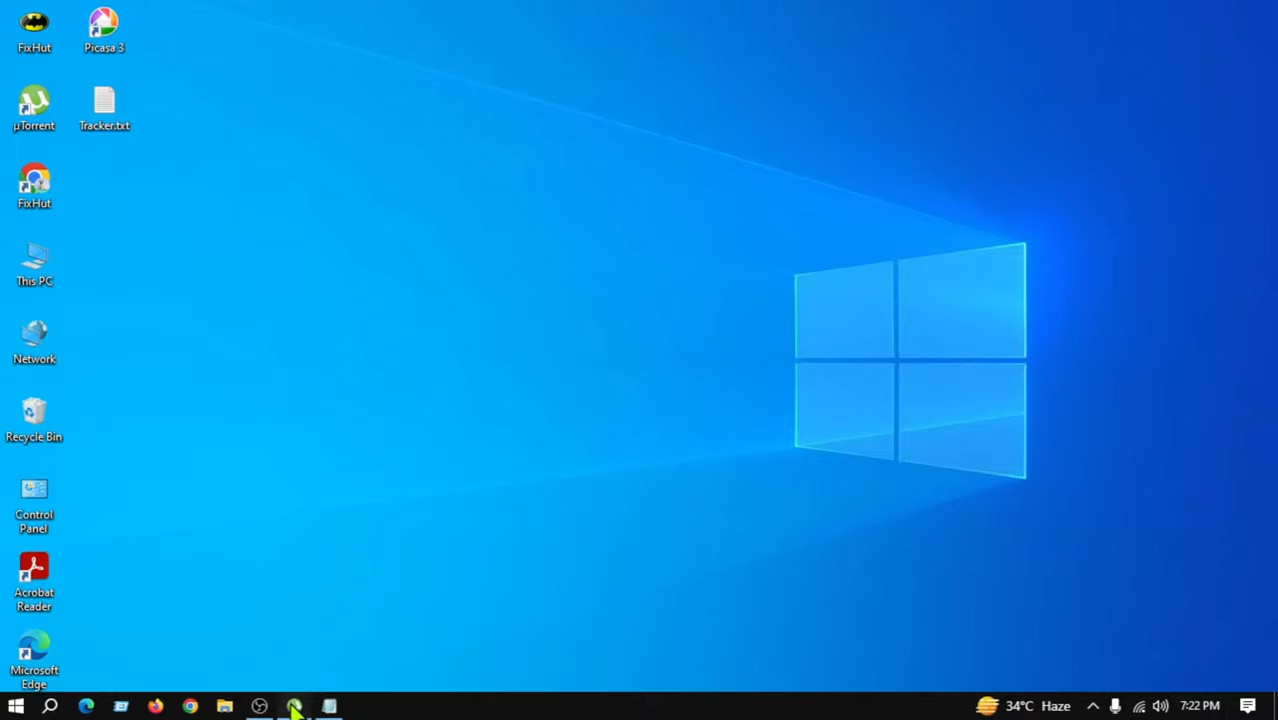 FixHut
Picasa 3
µTorrent
Tracker.txt
FixHut
This PC
Network
Recycle Bin
Control
Panel
Acrobat
Reader
Microsoft
Edge
34°C Haze
7:22 PM